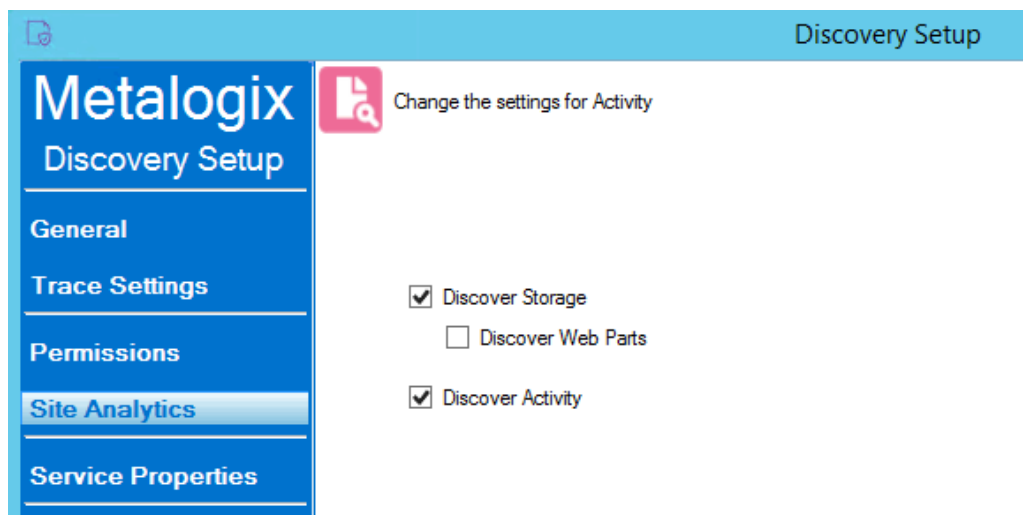 Discovery Setup
Metalogix
Discovery Setup
General
Trace Settings
Permissions
Site Analytics
Service Properties
Change the settings for Activity
Discover Storage
Discover Web Parts
Discover Activity